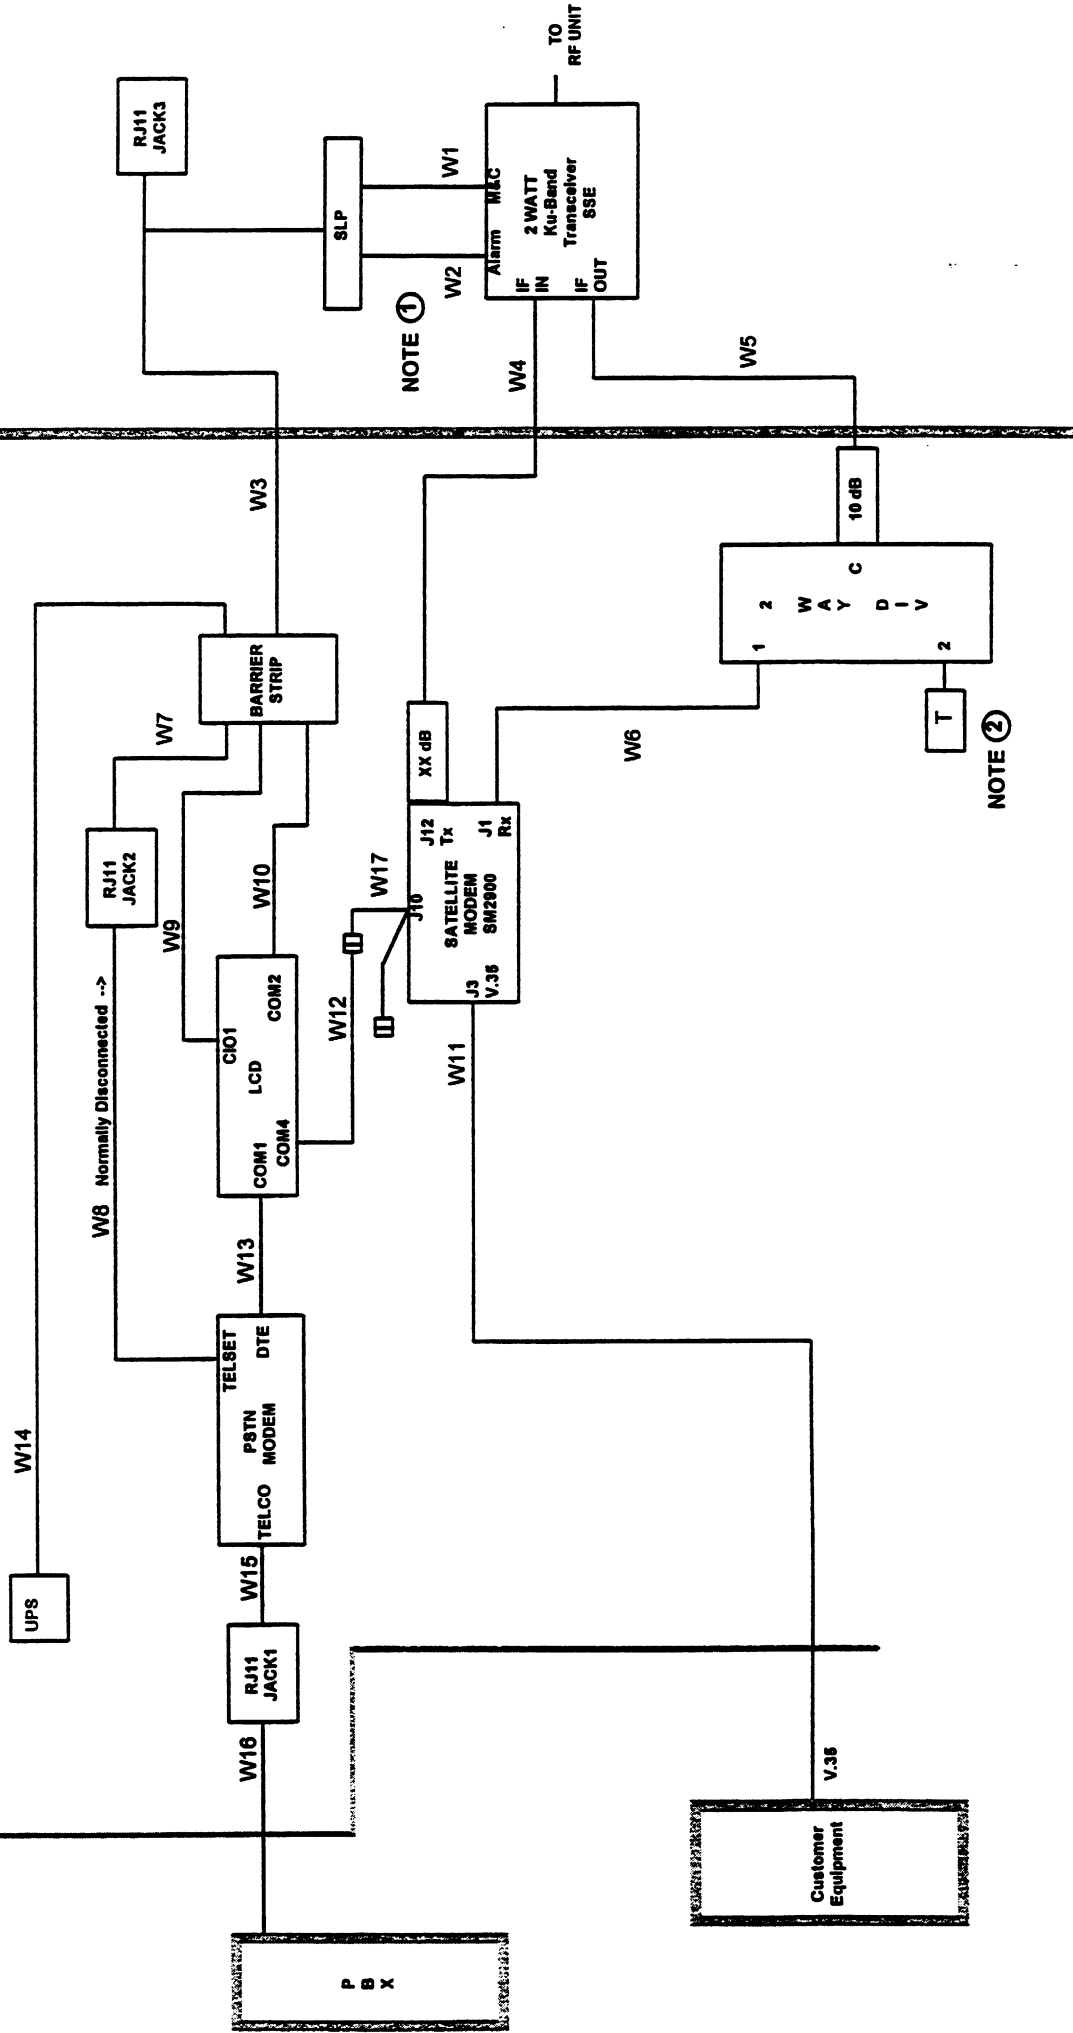 UPS
W14
RJ11
JACK3
W8 Normally Disconnected -->
RJ11
JACK2
W7
PBX
W16
RJ11
JACK1
W15
TELCO
PSTN
MODEM
TELSET
DTE
W13
COM1
COM4
LCD
CIO1
COM2
W9
W10
BARRIER
STRIP
W3
SLP
W12
W17
W2
W1
NOTE 1
J10
J3
V.35
SATELLITE
MODEM
SM2900
J12
Tx
J1
Rx
XX dB
W4
Alarm
M&C
IF
IN
IF
OUT
2 WATT
Ku-Band
Transceiver
SSE
TO
RF UNIT
W11
W6
W5
1
2
2
WAY
DIV
C
10 dB
T
NOTE 2
Customer
Equipment
V.35